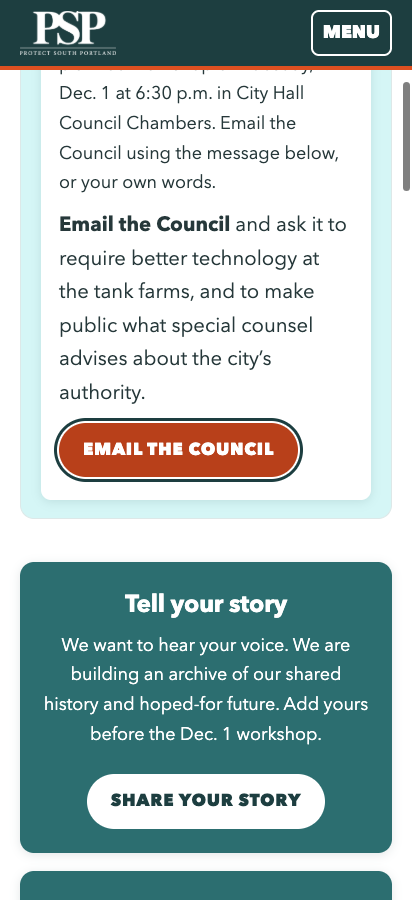 PSP
PROTECT SOUTH PORTLAND
MENU
Dec. 1 at 6:30 p.m. in City Hall
Council Chambers. Email the
Council using the message below,
or your own words.
Email the Council and ask it to
require better technology at
the tank farms, and to make
public what special counsel
advises about the city’s
authority.
EMAIL THE COUNCIL
Tell your story
We want to hear your voice. We are
building an archive of our shared
history and hoped-for future. Add yours
before the Dec. 1 workshop.
SHARE YOUR STORY